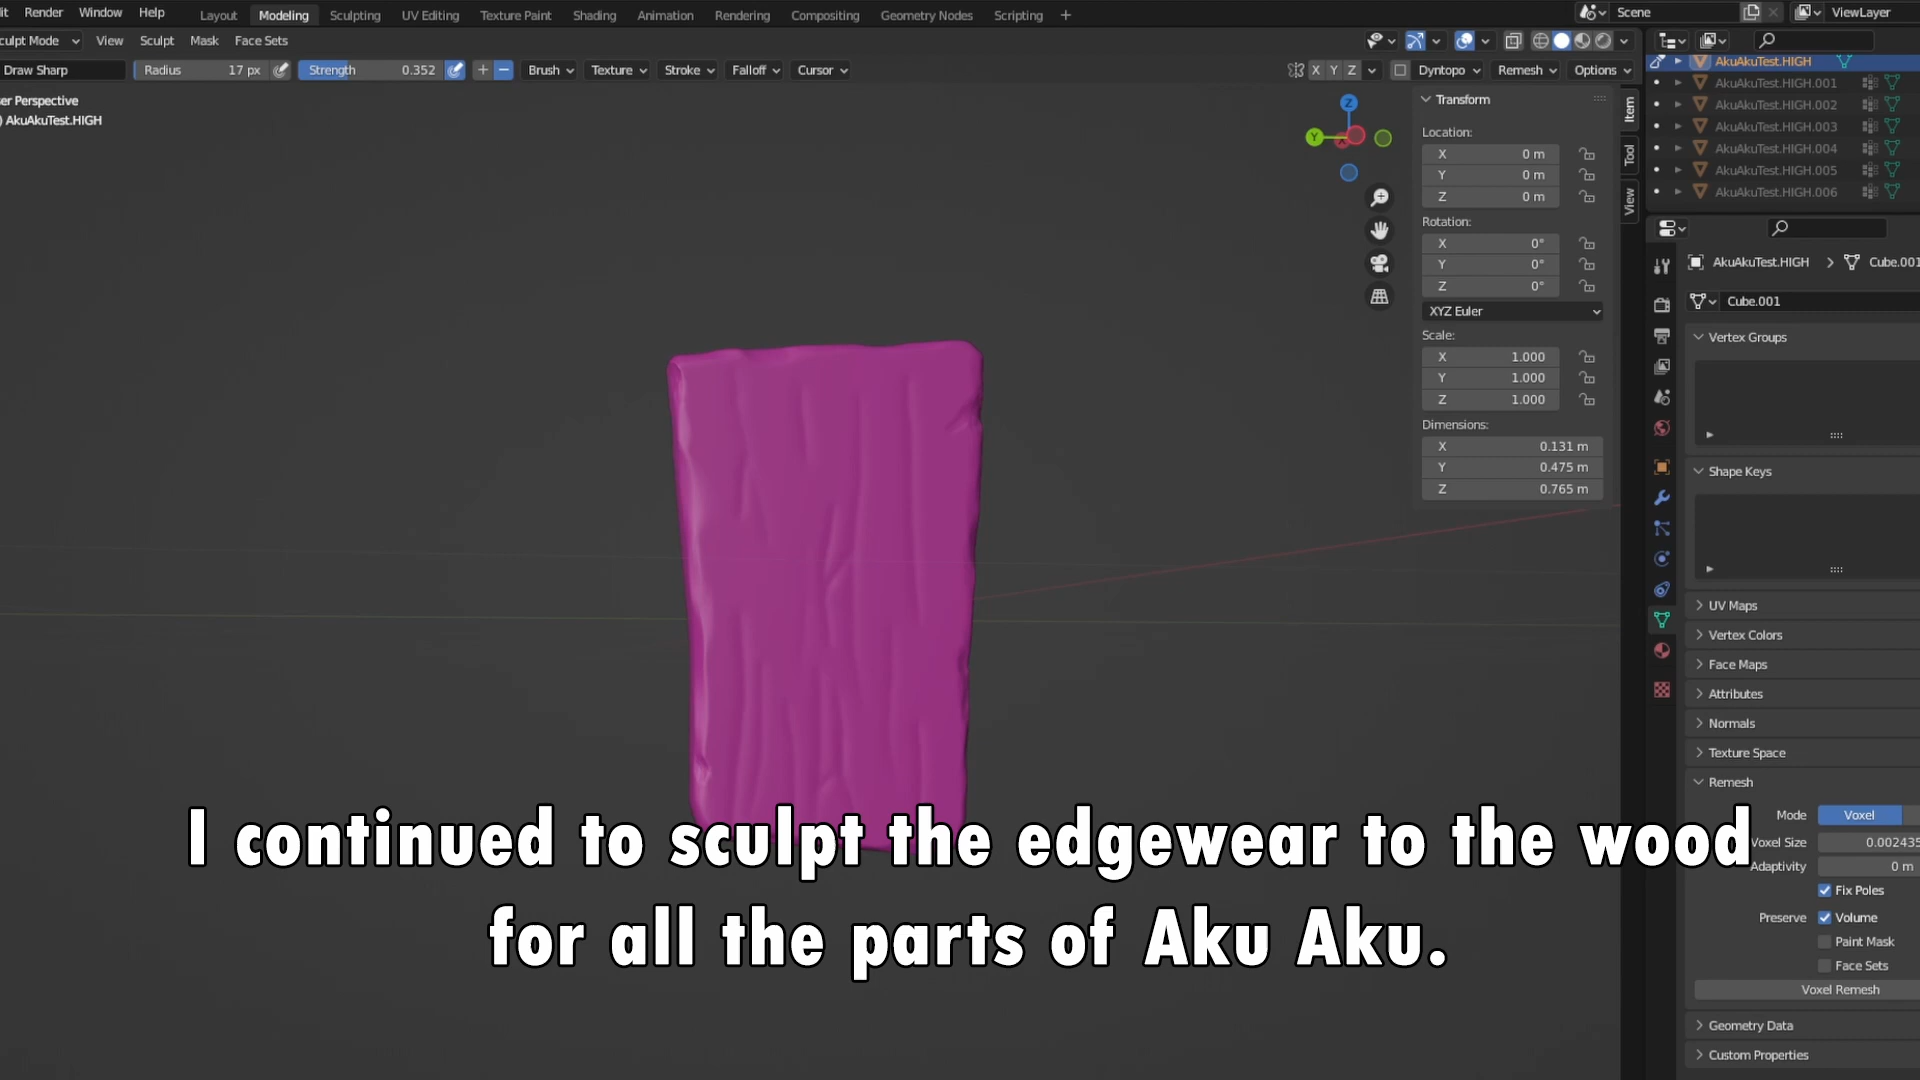 Render Window Help Layout Modeling Sculpting UV Editing Texture Paint Shading Animation Rendering Compositing Geometry Nodes Scripting + Scene ViewLayer
View Sculpt Mask Face Sets
Draw Sharp Radius 17 px Strength 0.352 Brush Texture Stroke Falloff Cursor X Y Z Dyntopo Remesh Options
Perspective
AkuAkuTest.HIGH
Z
Y
X
Transform
Location:
X 0 m
Y 0 m
Z 0 m
Rotation:
X 0°
Y 0°
Z 0°
XYZ Euler
Scale:
X 1.000
Y 1.000
Z 1.000
Dimensions:
X 0.131 m
Y 0.475 m
Z 0.765 m
Item
Tool
View
AkuAkuTest.HIGH
AkuAkuTest.HIGH.001
AkuAkuTest.HIGH.002
AkuAkuTest.HIGH.003
AkuAkuTest.HIGH.004
AkuAkuTest.HIGH.005
AkuAkuTest.HIGH.006
AkuAkuTest.HIGH Cube.001
Cube.001
Vertex Groups
Shape Keys
UV Maps
Vertex Colors
Face Maps
Attributes
Normals
Texture Space
Remesh
Mode Voxel
Voxel Size 0.002435
Adaptivity 0 m
Fix Poles
Preserve Volume
Paint Mask
Face Sets
Voxel Remesh
Geometry Data
Custom Properties
I continued to sculpt the edgewear to the wood
for all the parts of Aku Aku.